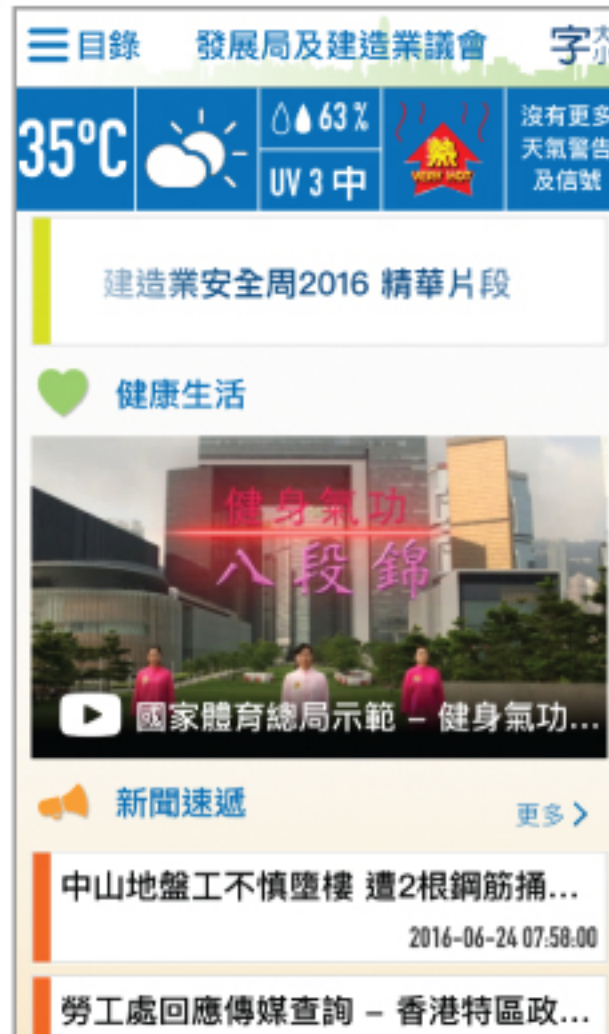 目錄 發展局及建造業議會 字 大小
35°C 63% UV 3 中 VERY HOT 熱
沒有更多
天氣警告
及信號
建造業安全周2016 精華片段
健康生活
健身氣功
八段錦
國家體育總局示範 – 健身氣功...
新聞速遞
更多
中山地盤工不慎墮樓 遭2根鋼筋捅...
2016-06-24 07:58:00
勞工處回應傳媒查詢 – 香港特區政...